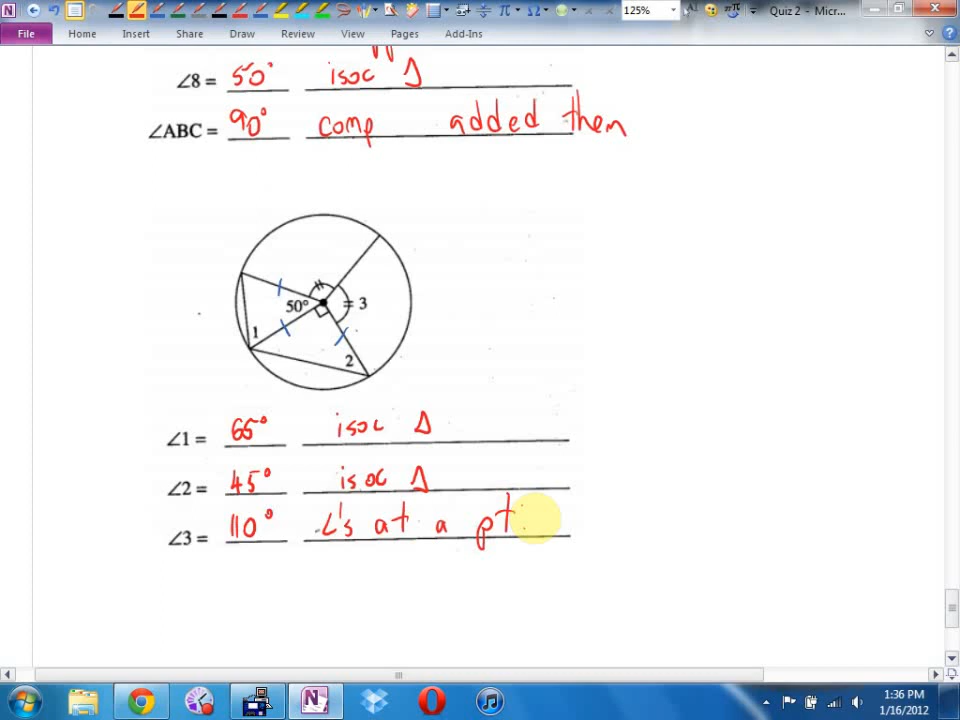 125% Quiz 2 - Micr...
File Home Insert Share Draw Review View Pages Add-Ins
∠8 = 50° isoc Δ
∠ABC = 90° comp added them
50° = 3
1
2
∠1 = 65° isoc Δ
∠2 = 45° isoc Δ
∠3 = 110° ∠'s at a pt.
1:36 PM
1/16/2012